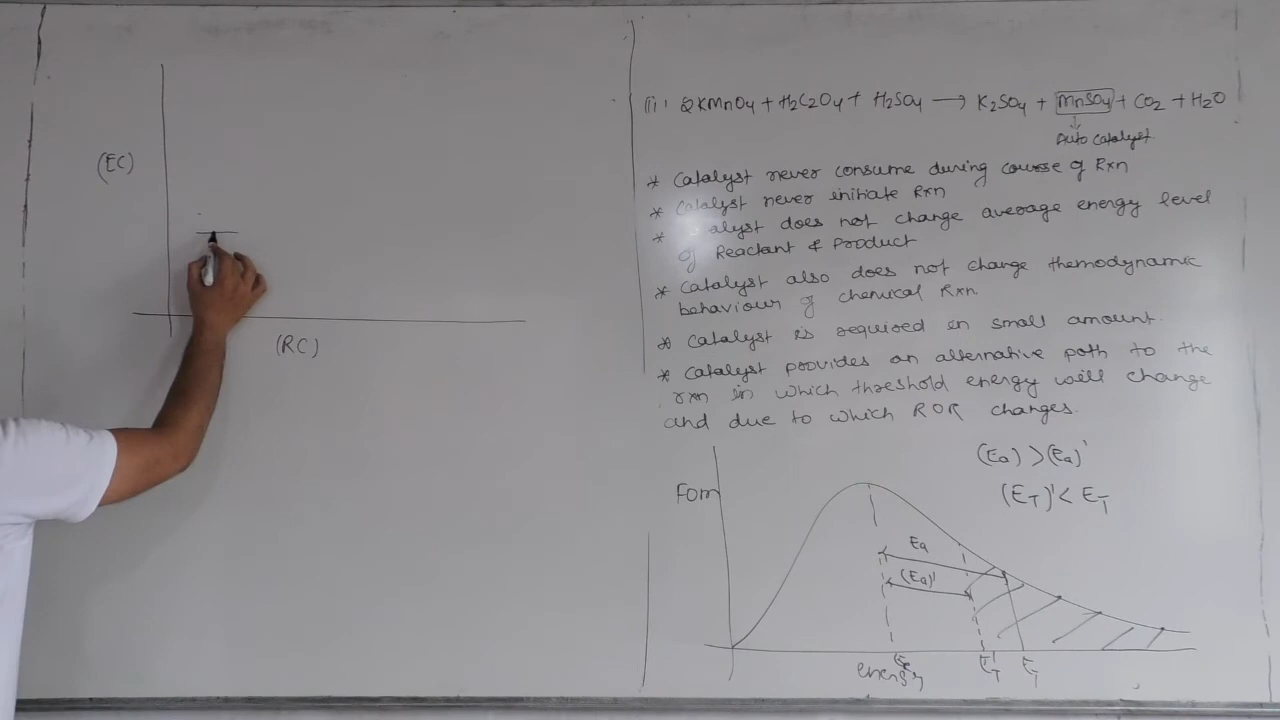 (EC)
(RC)
(ii) 2KMnO4 + H2C2O4 + H2SO4 → K2SO4 + MnSO4 + CO2 + H2O
Auto Catalyst.
* Catalyst never consume during course of Rxn
* Catalyst never initiate Rxn
* alyst does not change average energy level
of Reactant & Product
* Catalyst also does not change themodynamic
behaviour of chemical Rxn.
* Catalyst is required in small amount.
* Catalyst provides an alternative path to the
rxn in which threshold energy will change
and due to which ROR changes.
(Ea) > (Ea)'
(ET)' < ET
Fom
Ea
(Ea)'
energy
ET'
ET